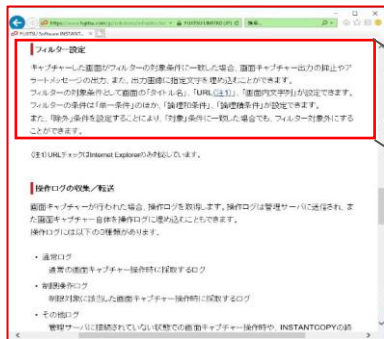 https://www.fujitsu.com/jp/
FUJITSU LIMITED [JP]
検索...
FUJITSU Software INSTANT...
フィルター設定
キャプチャーした画面がフィルターの対象条件に一致した場合、画面キャプチャー出力の抑止やア
ラートメッセージの出力、また、出力画像に指定文字を埋め込むことができます。
フィルターの対象条件として画面の「タイトル名」、「URL(注1)」、「画面内文字列」が設定できます。
フィルターの条件は「単一条件」のほか、「論理和条件」、「論理積条件」が設定できます。
また、「除外」条件を設定することにより、「対象」条件に一致した場合でも、フィルター対象外にする
ことができます。
(注1) URLチェックはInternet Explorerのみ対応しています。
操作ログの収集／転送
画面キャプチャーが行われた場合、操作ログを取得します。操作ログは管理サーバに送信され、ま
た画面キャプチャー自体を操作ログに埋め込むこともできます。
操作ログには以下の3種類があります。
・ 通常ログ
通常の画面キャプチャー操作時に採取するログ
・ 制限操作ログ
制限対象に該当した画面キャプチャー操作時に採取するログ
・ その他ログ
管理サーバに接続されていない状態での画面キャプチャー操作時や、INSTANTCOPYの終